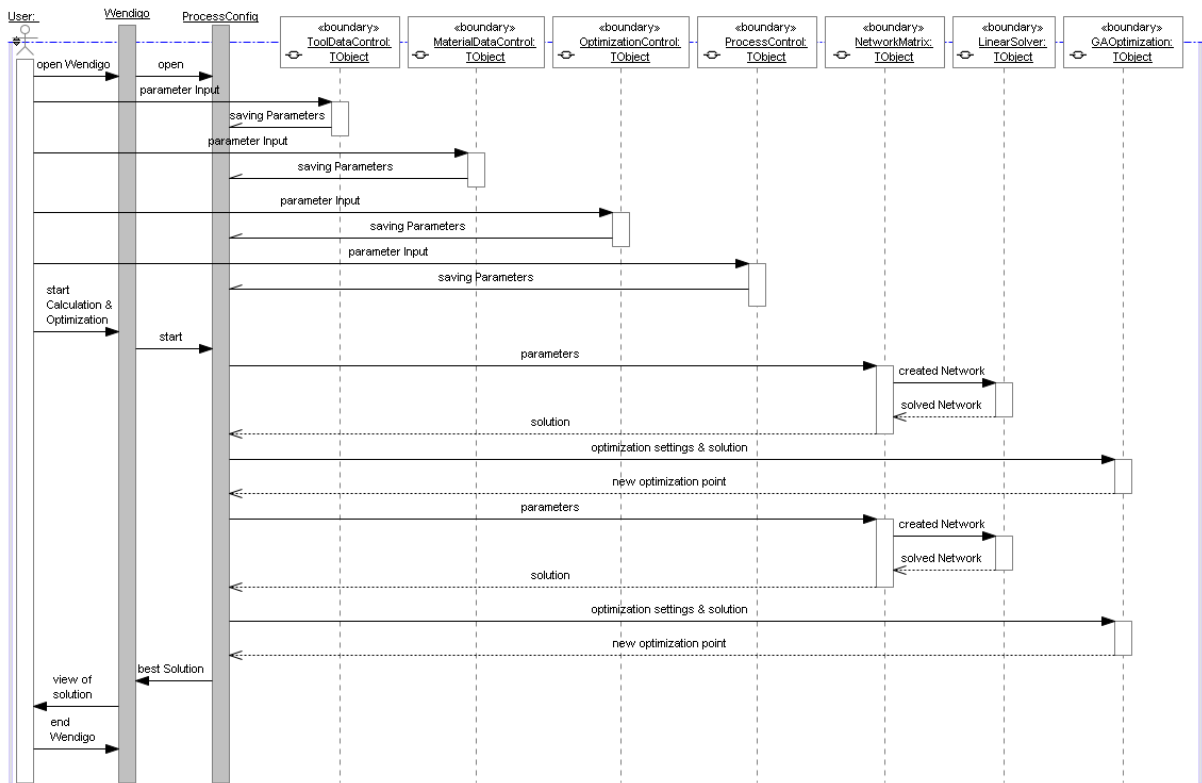 User:
Wendigo
ProcessConfig
«boundary»
ToolDataControl:
TObject
«boundary»
MaterialDataControl:
TObject
«boundary»
OptimizationControl:
TObject
«boundary»
ProcessControl:
TObject
«boundary»
NetworkMatrix:
TObject
«boundary»
LinearSolver:
TObject
«boundary»
GAOptimization:
TObject
open Wendigo
open
parameter Input
saving Parameters
parameter Input
saving Parameters
parameter Input
saving Parameters
parameter Input
saving Parameters
start
Calculation &
Optimization
start
parameters
created Network
solved Network
solution
optimization settings & solution
new optimization point
parameters
created Network
solved Network
solution
optimization settings & solution
new optimization point
best Solution
view of
solution
end
Wendigo